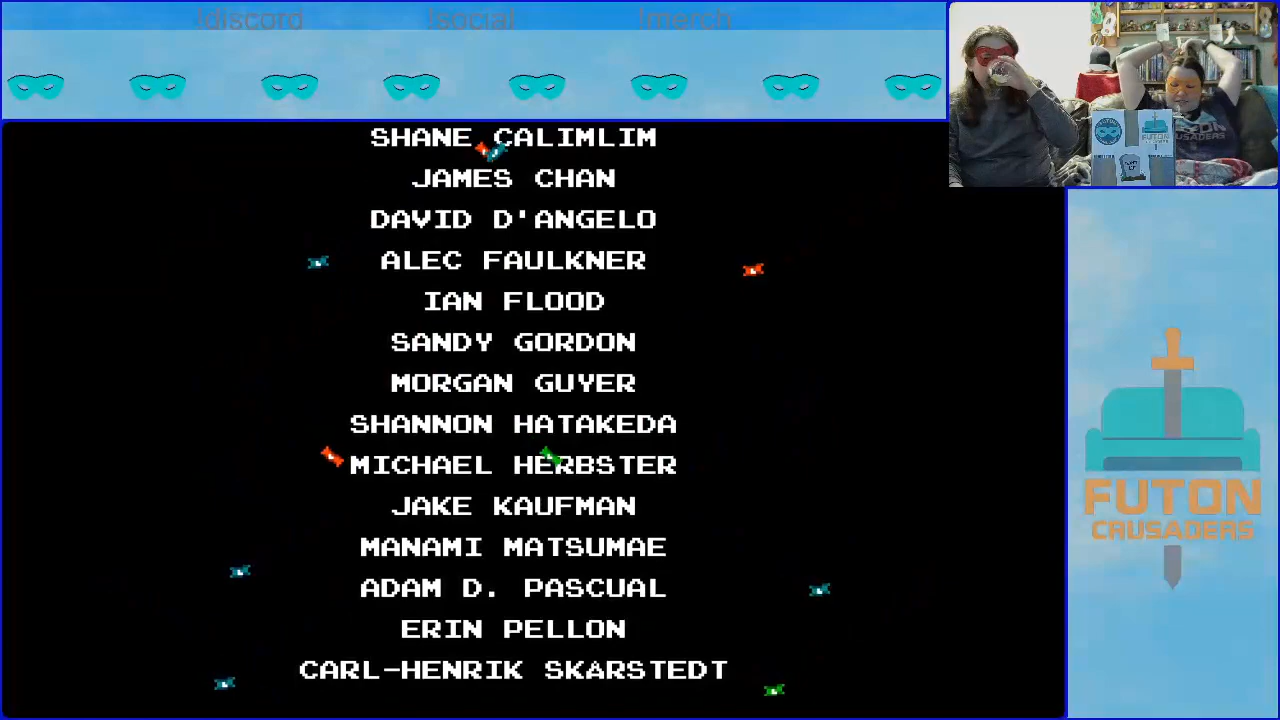 !discord !social !merch
SHANE CALIMLIM
JAMES CHAN
DAVID D'ANGELO
ALEC FAULKNER
IAN FLOOD
SANDY GORDON
MORGAN GUYER
SHANNON HATAKEDA
MICHAEL HERBSTER
JAKE KAUFMAN
MANAMI MATSUMAE
ADAM D. PASCUAL
ERIN PELLON
CARL-HENRIK SKARSTEDT
FUTON
CRUSADERS